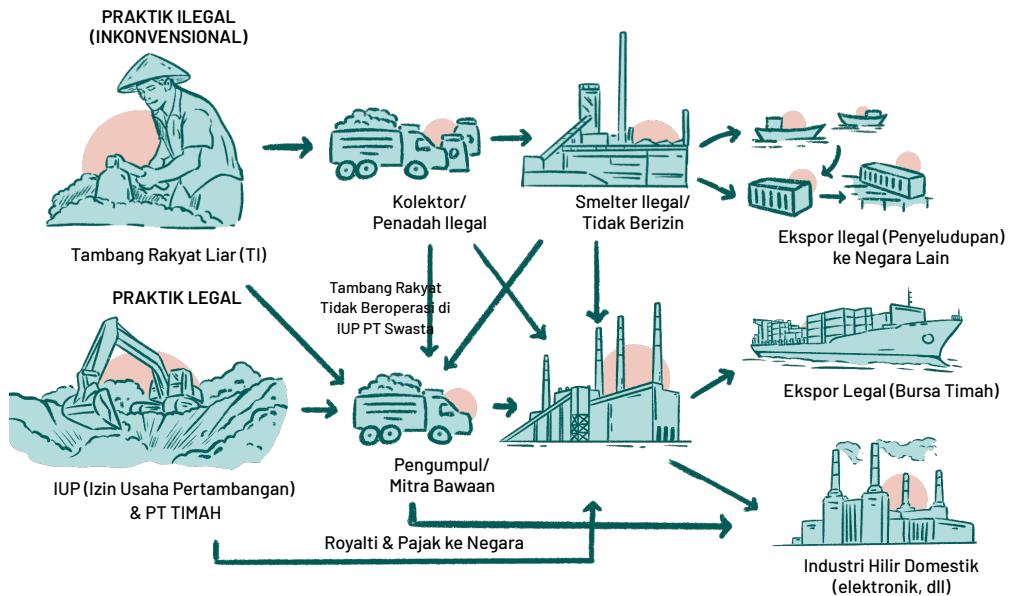 PRAKTIK ILEGAL
(INKONVENSIONAL)
Tambang Rakyat Liar (TI)
Kolektor/
Penadah Ilegal
Smelter Ilegal/
Tidak Berizin
Ekspor Ilegal (Penyeludupan)
ke Negara Lain
PRAKTIK LEGAL
Tambang Rakyat
Tidak Beroperasi di
IUP PT Swasta
IUP (Izin Usaha Pertambangan)
& PT TIMAH
Pengumpul/
Mitra Bawaan
Ekspor Legal (Bursa Timah)
Royalti & Pajak ke Negara
Industri Hilir Domestik
(elektronik, dll)